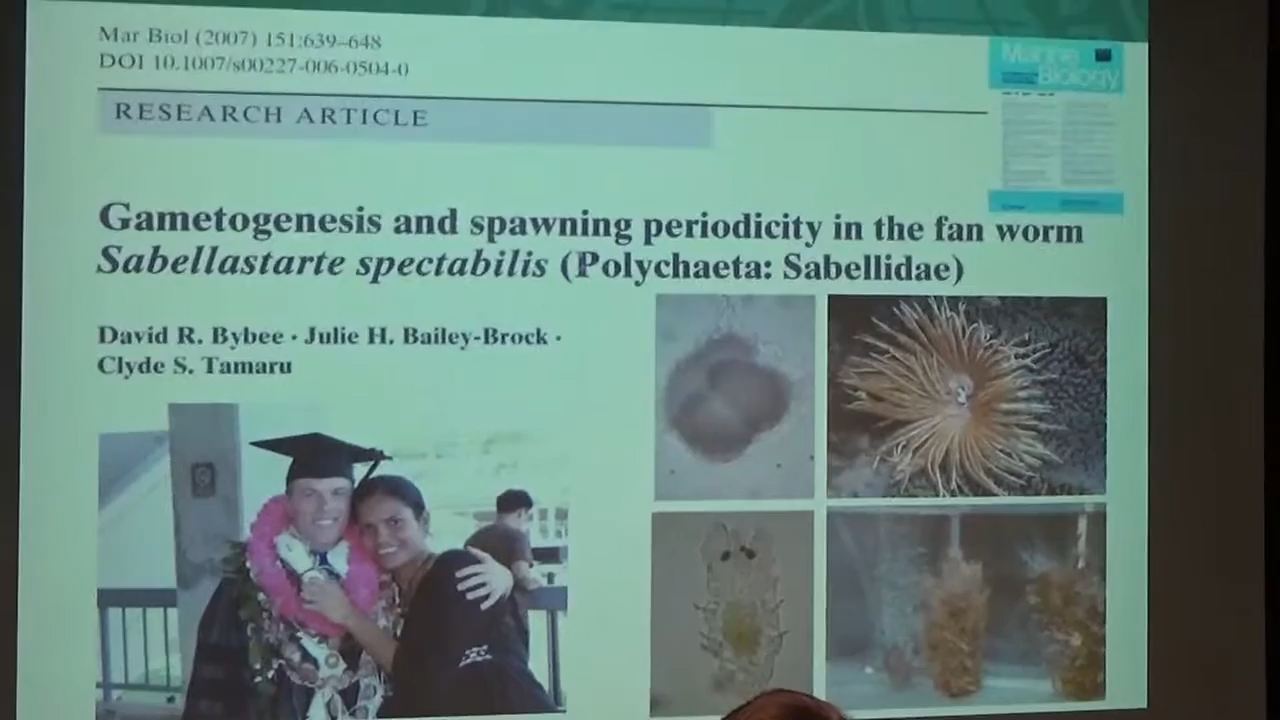 Mar Biol (2007) 151:639–648
DOI 10.1007/s00227-006-0504-0
Marine
Biology
RESEARCH ARTICLE
Gametogenesis and spawning periodicity in the fan worm
Sabellastarte spectabilis (Polychaeta: Sabellidae)
David R. Bybee · Julie H. Bailey-Brock ·
Clyde S. Tamaru